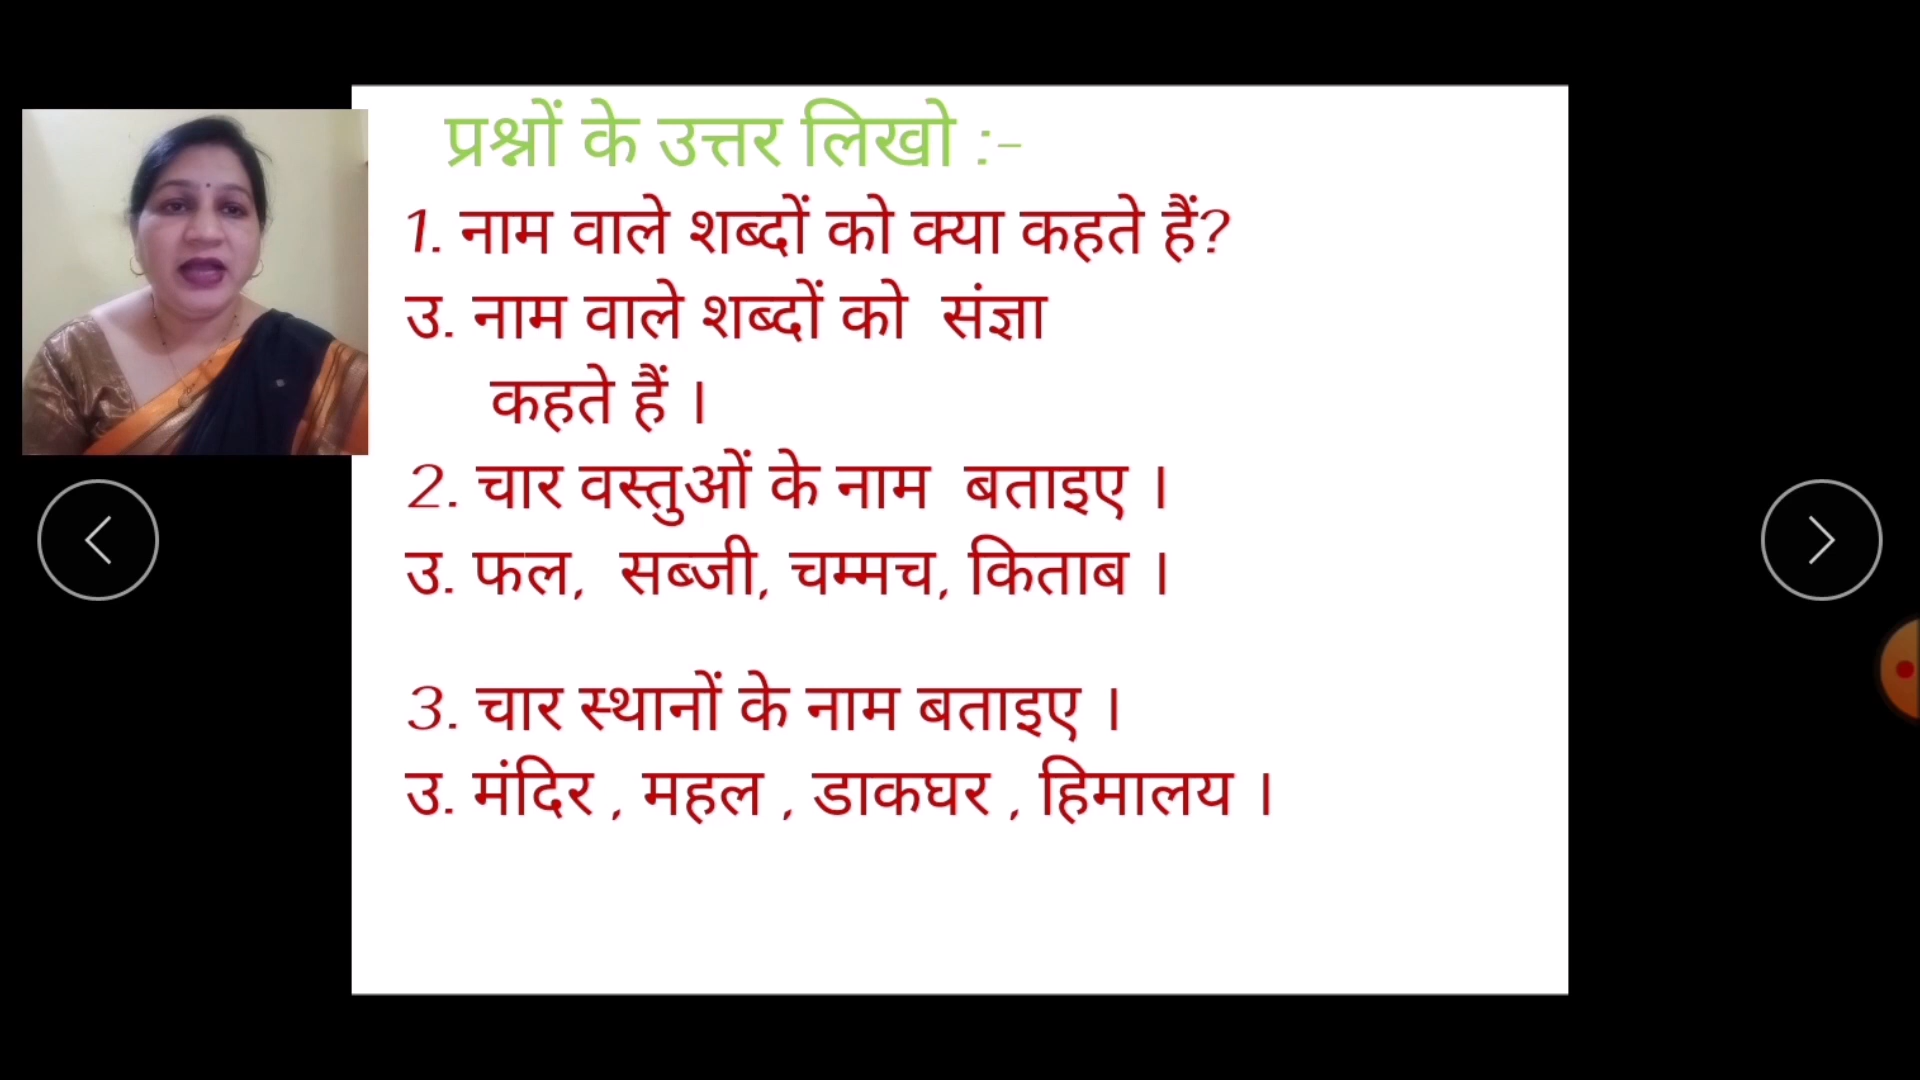 प्रश्नों के उत्तर लिखो :-
1. नाम वाले शब्दों को क्या कहते हैं?
उ. नाम वाले शब्दों को संज्ञा
कहते हैं ।
2. चार वस्तुओं के नाम बताइए ।
उ. फल, सब्जी, चम्मच, किताब ।
3. चार स्थानों के नाम बताइए ।
उ. मंदिर , महल , डाकघर , हिमालय ।